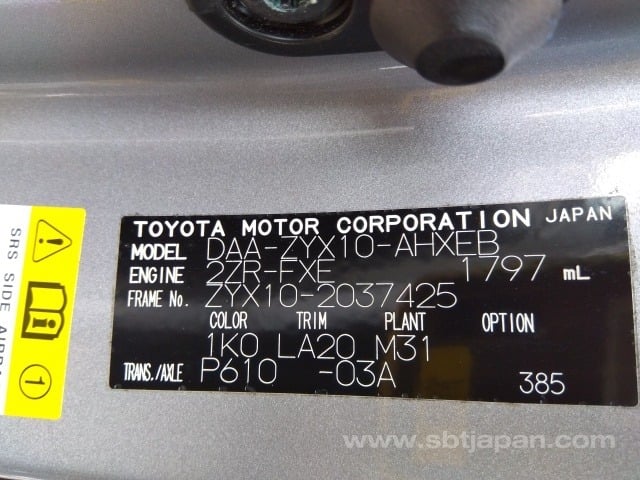 TOYOTA MOTOR CORPORATION JAPAN
MODEL DAA-ZYX10-AHXEB
ENGINE 2ZR-FXE 1797 mL
FRAME No. ZYX10-2037425
COLOR TRIM PLANT OPTION
1K0 LA20 M31
TRANS./AXLE P610 -03A 385
SRS SIDE
1
www.sbtjapan.com